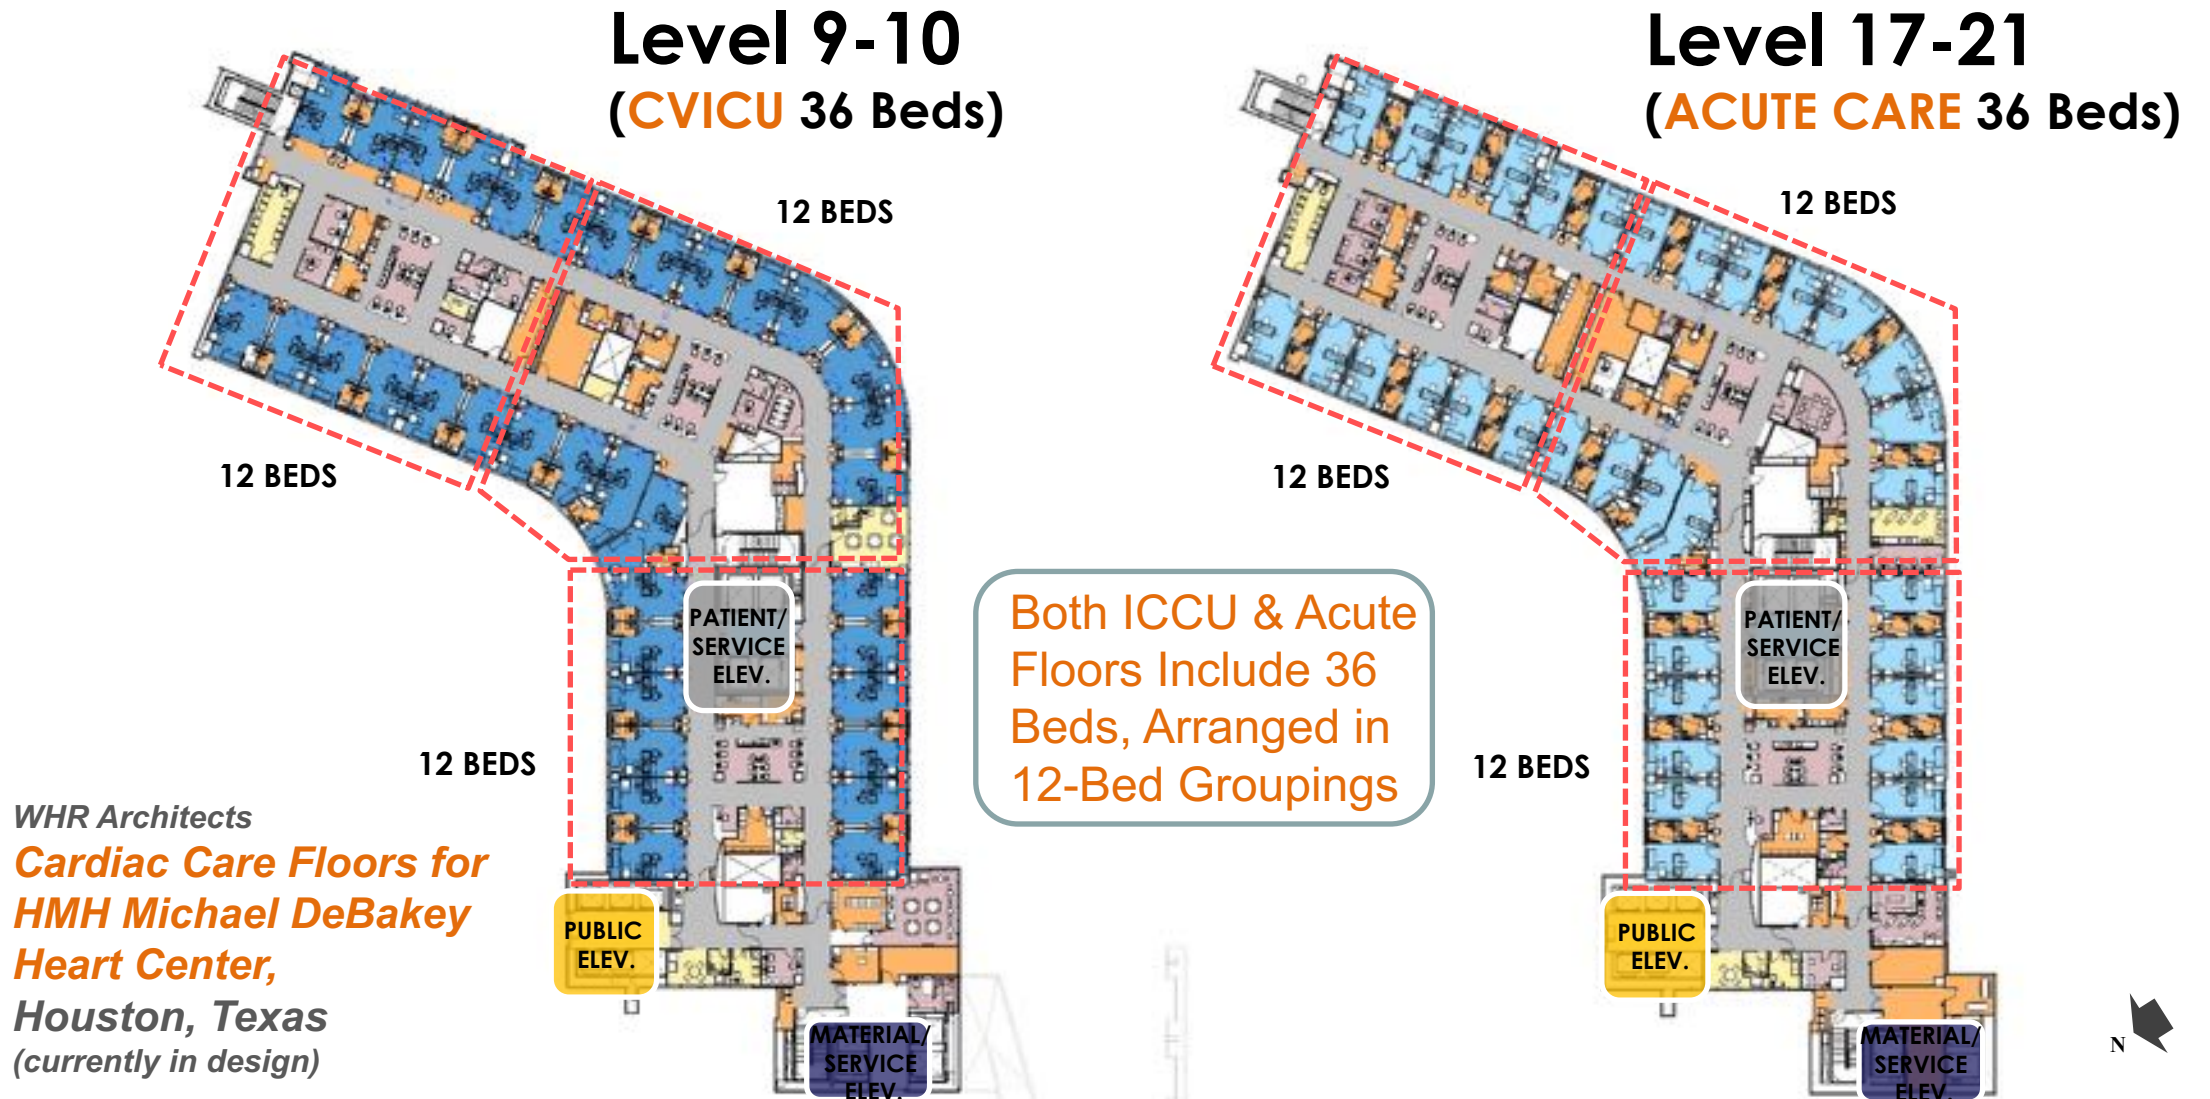 Level 9-10
(CVICU 36 Beds)
12 BEDS
12 BEDS
12 BEDS
PATIENT/
SERVICE
ELEV.
PUBLIC
ELEV.
MATERIAL/
SERVICE
ELEV.
Level 17-21
(ACUTE CARE 36 Beds)
12 BEDS
12 BEDS
12 BEDS
PATIENT/
SERVICE
ELEV.
PUBLIC
ELEV.
MATERIAL/
SERVICE
ELEV.
Both ICCU & Acute
Floors Include 36
Beds, Arranged in
12-Bed Groupings
WHR Architects
Cardiac Care Floors for
HMH Michael DeBakey
Heart Center,
Houston, Texas
(currently in design)
N